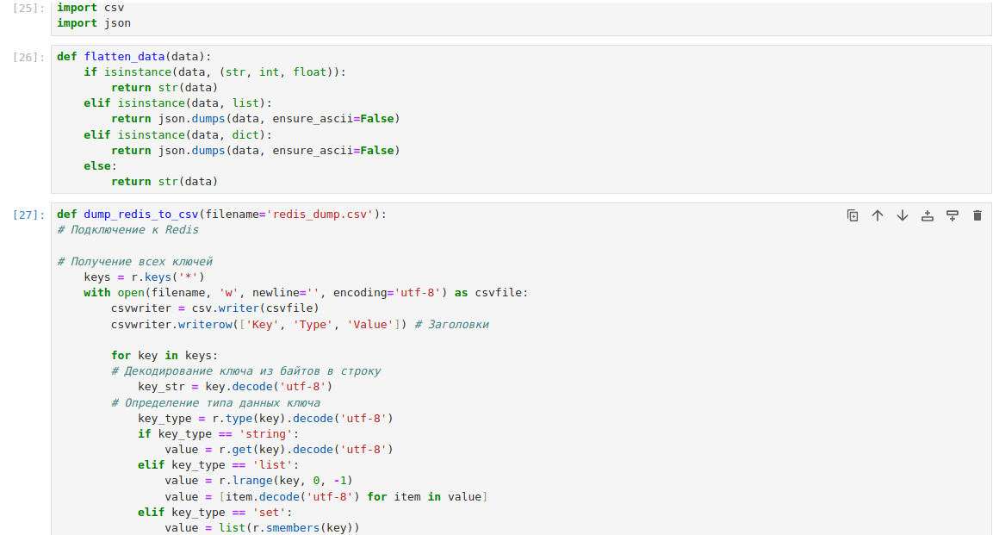 [25]: import csv
import json
[26]: def flatten_data(data):
    if isinstance(data, (str, int, float)):
        return str(data)
    elif isinstance(data, list):
        return json.dumps(data, ensure_ascii=False)
    elif isinstance(data, dict):
        return json.dumps(data, ensure_ascii=False)
    else:
        return str(data)
[27]: def dump_redis_to_csv(filename='redis_dump.csv'):
# Подключение к Redis

# Получение всех ключей
    keys = r.keys('*')
    with open(filename, 'w', newline='', encoding='utf-8') as csvfile:
        csvwriter = csv.writer(csvfile)
        csvwriter.writerow(['Key', 'Type', 'Value']) # Заголовки

        for key in keys:
        # Декодирование ключа из байтов в строку
            key_str = key.decode('utf-8')
        # Определение типа данных ключа
            key_type = r.type(key).decode('utf-8')
            if key_type == 'string':
                value = r.get(key).decode('utf-8')
            elif key_type == 'list':
                value = r.lrange(key, 0, -1)
                value = [item.decode('utf-8') for item in value]
            elif key_type == 'set':
                value = list(r.smembers(key))